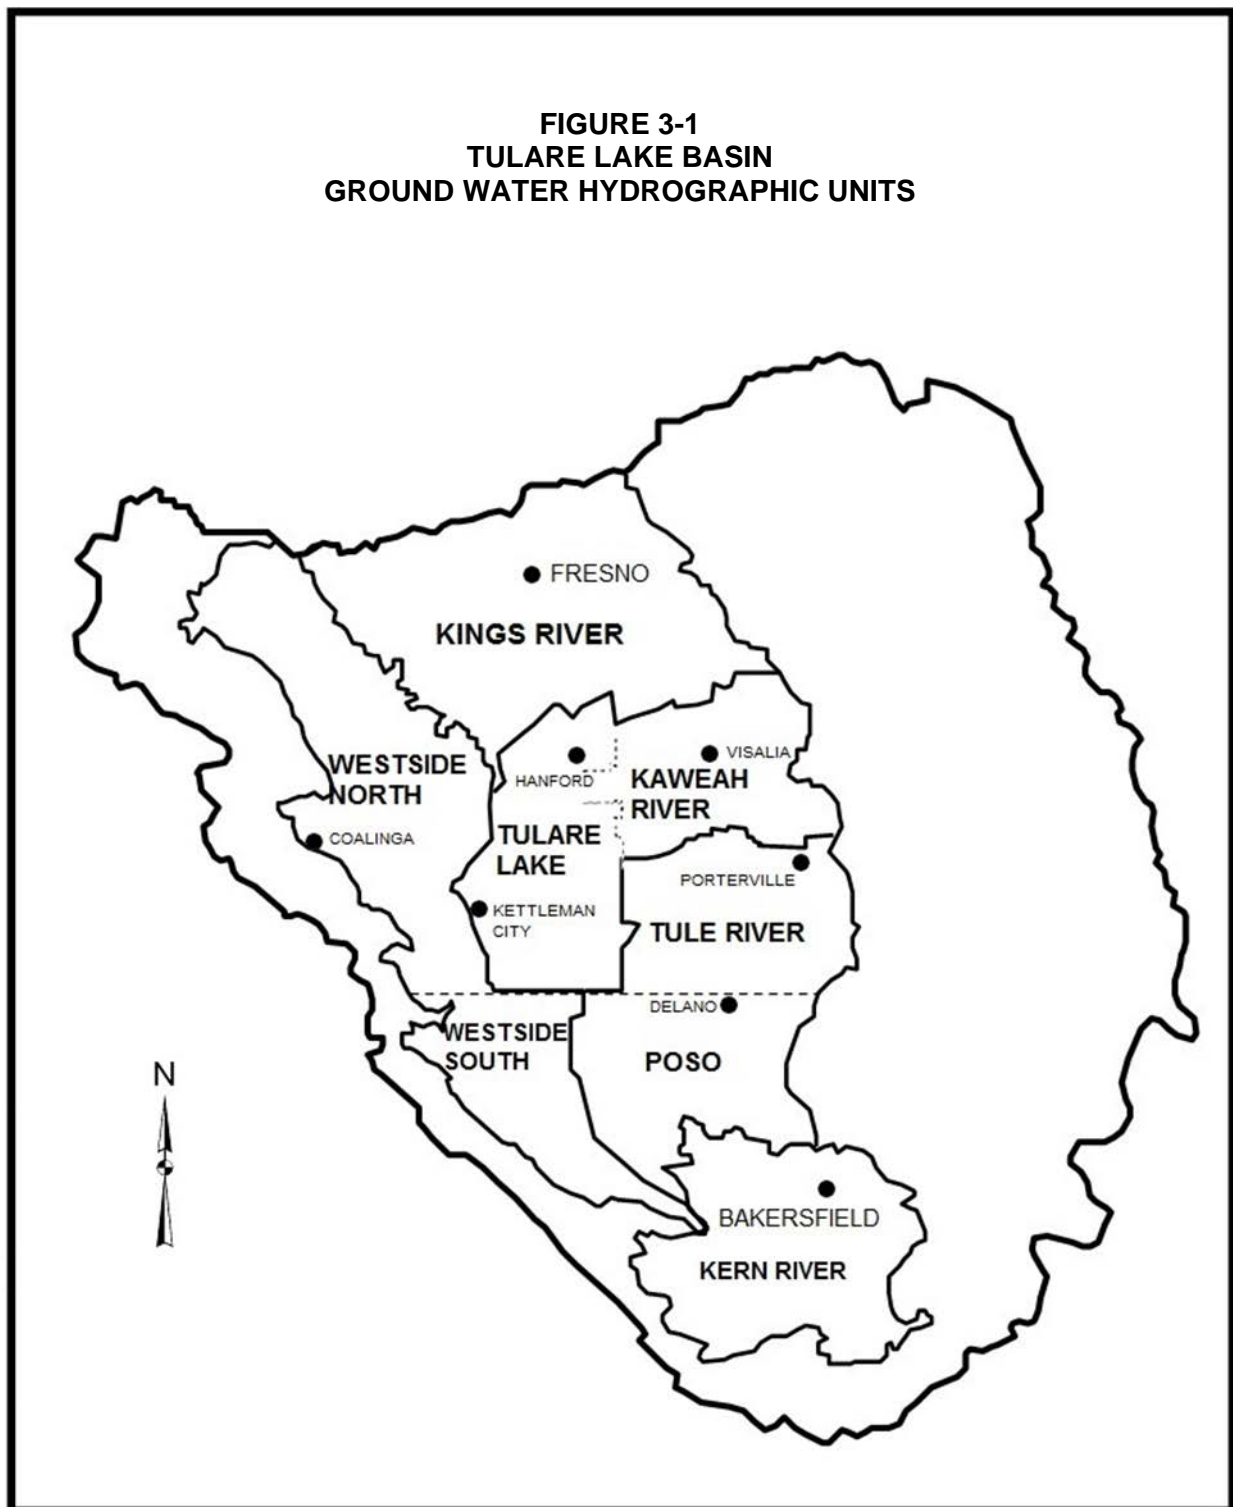 FIGURE 3-1
TULARE LAKE BASIN
GROUND WATER HYDROGRAPHIC UNITS
FRESNO
KINGS RIVER
VISALIA
HANFORD
WESTSIDE
NORTH
KAWEAH
RIVER
COALINGA
TULARE
LAKE
PORTERVILLE
KETTLEMAN
CITY
TULE RIVER
DELANO
WESTSIDE
SOUTH
POSO
N
BAKERSFIELD
KERN RIVER